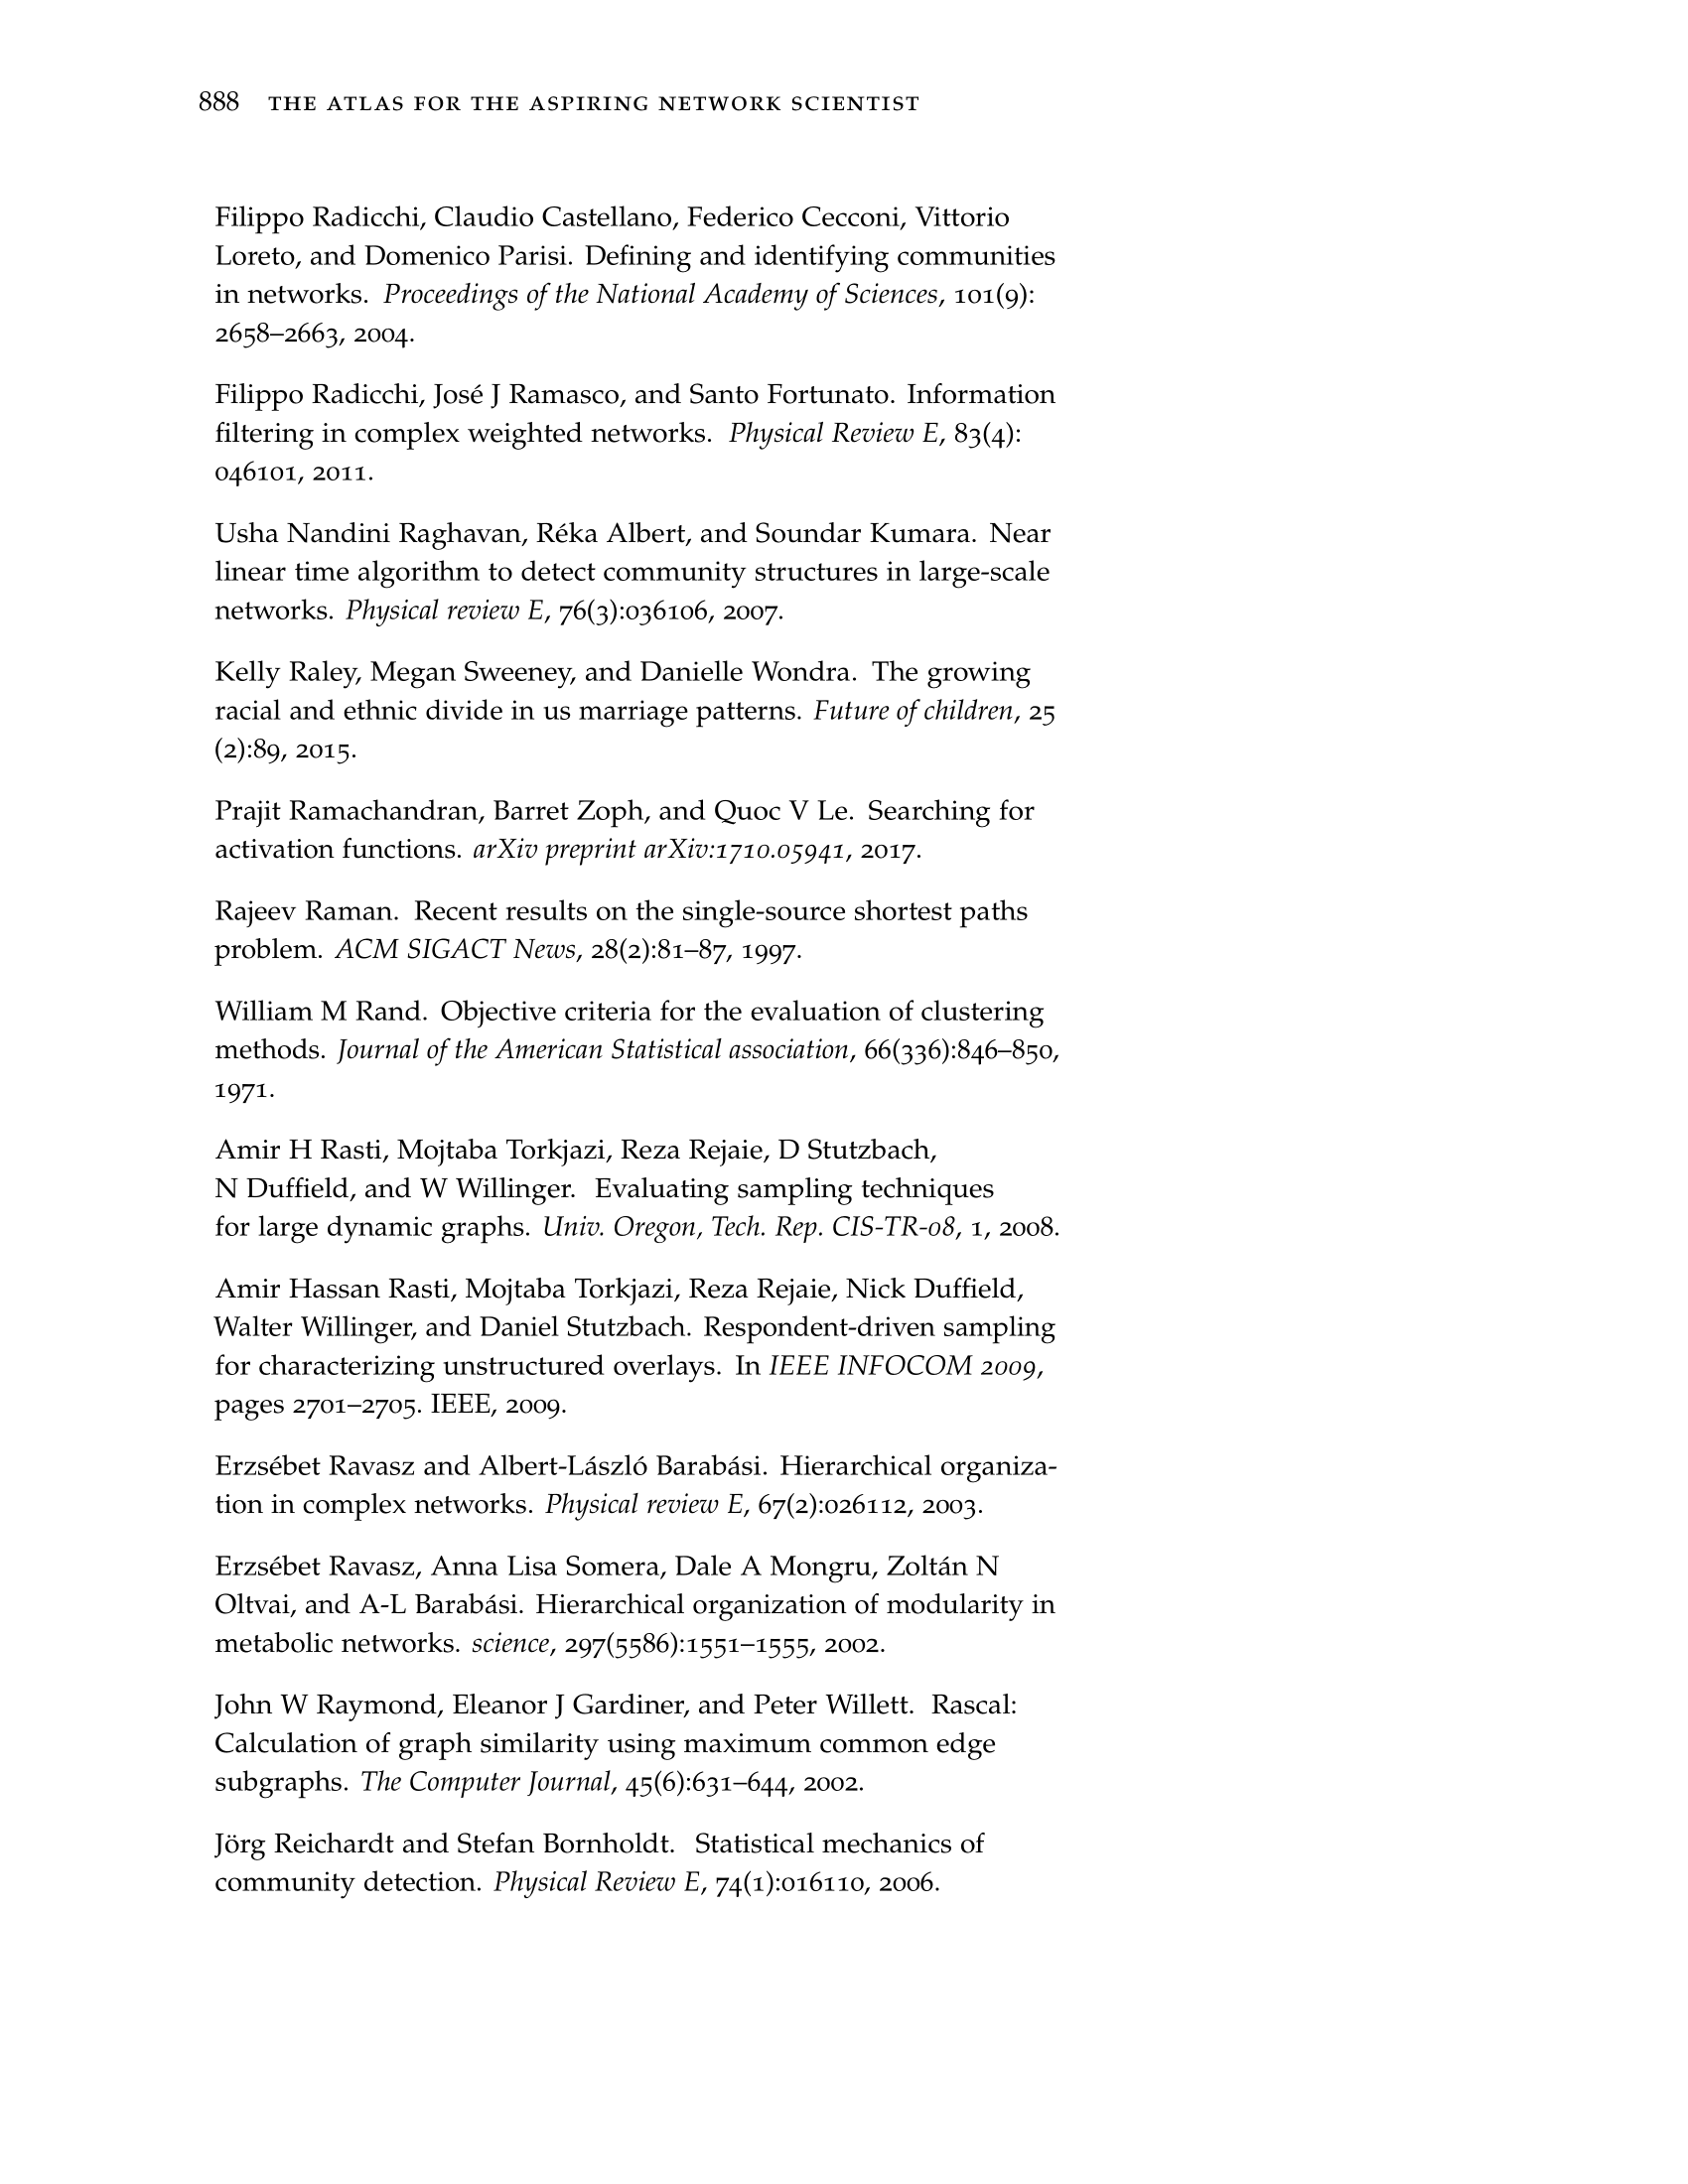 888 THE ATLAS FOR THE ASPIRING NETWORK SCIENTIST
Filippo Radicchi, Claudio Castellano, Federico Cecconi, Vittorio
Loreto, and Domenico Parisi. Defining and identifying communities
in networks. Proceedings of the National Academy of Sciences, 101(9):
2658–2663, 2004.
Filippo Radicchi, José J Ramasco, and Santo Fortunato. Information
filtering in complex weighted networks. Physical Review E, 83(4):
046101, 2011.
Usha Nandini Raghavan, Réka Albert, and Soundar Kumara. Near
linear time algorithm to detect community structures in large-scale
networks. Physical review E, 76(3):036106, 2007.
Kelly Raley, Megan Sweeney, and Danielle Wondra. The growing
racial and ethnic divide in us marriage patterns. Future of children, 25
(2):89, 2015.
Prajit Ramachandran, Barret Zoph, and Quoc V Le. Searching for
activation functions. arXiv preprint arXiv:1710.05941, 2017.
Rajeev Raman. Recent results on the single-source shortest paths
problem. ACM SIGACT News, 28(2):81–87, 1997.
William M Rand. Objective criteria for the evaluation of clustering
methods. Journal of the American Statistical association, 66(336):846–850,
1971.
Amir H Rasti, Mojtaba Torkjazi, Reza Rejaie, D Stutzbach,
N Duffield, and W Willinger. Evaluating sampling techniques
for large dynamic graphs. Univ. Oregon, Tech. Rep. CIS-TR-08, 1, 2008.
Amir Hassan Rasti, Mojtaba Torkjazi, Reza Rejaie, Nick Duffield,
Walter Willinger, and Daniel Stutzbach. Respondent-driven sampling
for characterizing unstructured overlays. In IEEE INFOCOM 2009,
pages 2701–2705. IEEE, 2009.
Erzsébet Ravasz and Albert-László Barabási. Hierarchical organiza-
tion in complex networks. Physical review E, 67(2):026112, 2003.
Erzsébet Ravasz, Anna Lisa Somera, Dale A Mongru, Zoltán N
Oltvai, and A-L Barabási. Hierarchical organization of modularity in
metabolic networks. science, 297(5586):1551–1555, 2002.
John W Raymond, Eleanor J Gardiner, and Peter Willett. Rascal:
Calculation of graph similarity using maximum common edge
subgraphs. The Computer Journal, 45(6):631–644, 2002.
Jörg Reichardt and Stefan Bornholdt. Statistical mechanics of
community detection. Physical Review E, 74(1):016110, 2006.